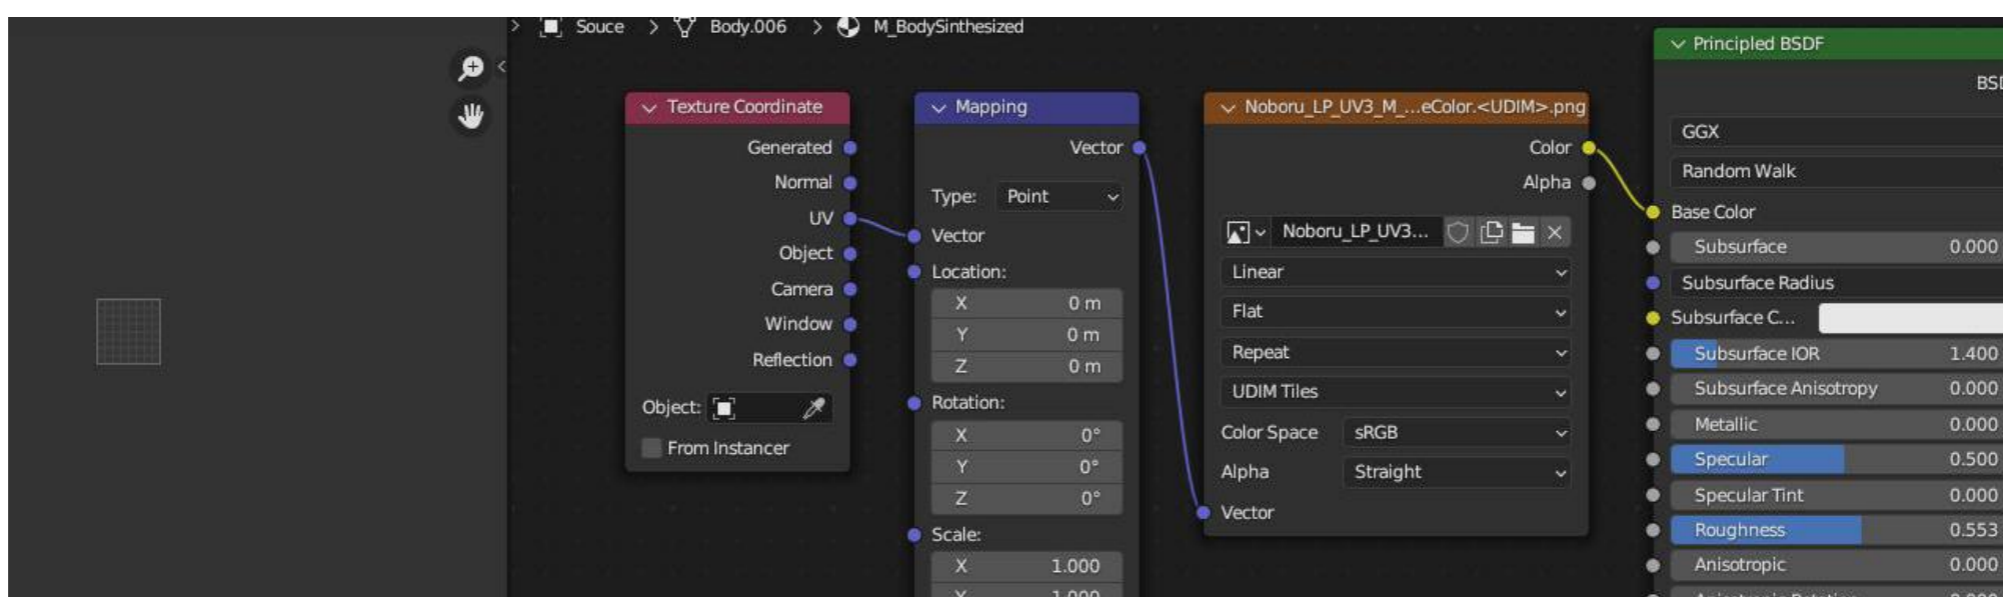 Souce > Body.006 > M_BodySinthesized
Texture Coordinate
Generated
Normal
UV
Object
Camera
Window
Reflection
Object:
From Instancer
Mapping
Vector
Type: Point
Vector
Location:
X 0 m
Y 0 m
Z 0 m
Rotation:
X 0°
Y 0°
Z 0°
Scale:
X 1.000
Noboru_LP_UV3_M_...eColor.<UDIM>.png
Color
Alpha
Noboru_LP_UV3...
Linear
Flat
Repeat
UDIM Tiles
Color Space sRGB
Alpha Straight
Vector
Principled BSDF
GGX
Random Walk
Base Color
Subsurface 0.000
Subsurface Radius
Subsurface C...
Subsurface IOR 1.400
Subsurface Anisotropy 0.000
Metallic 0.000
Specular 0.500
Specular Tint 0.000
Roughness 0.553
Anisotropic 0.000